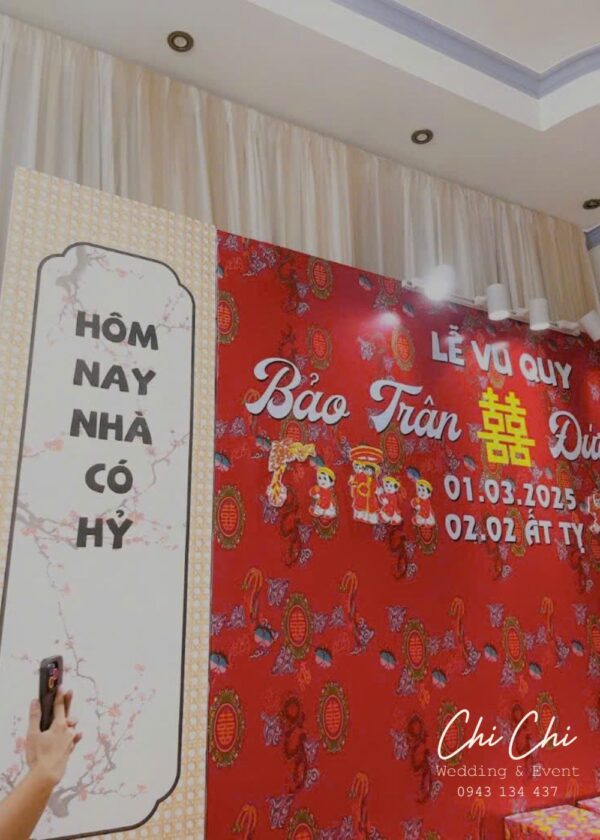 HÔM
NAY
NHÀ
CÓ
HỶ
LỄ VU QUY
Bảo Trân 囍
01.03.2025
02.02 ẤT TỴ
Chi Chi
Wedding & Event
0943 134 437